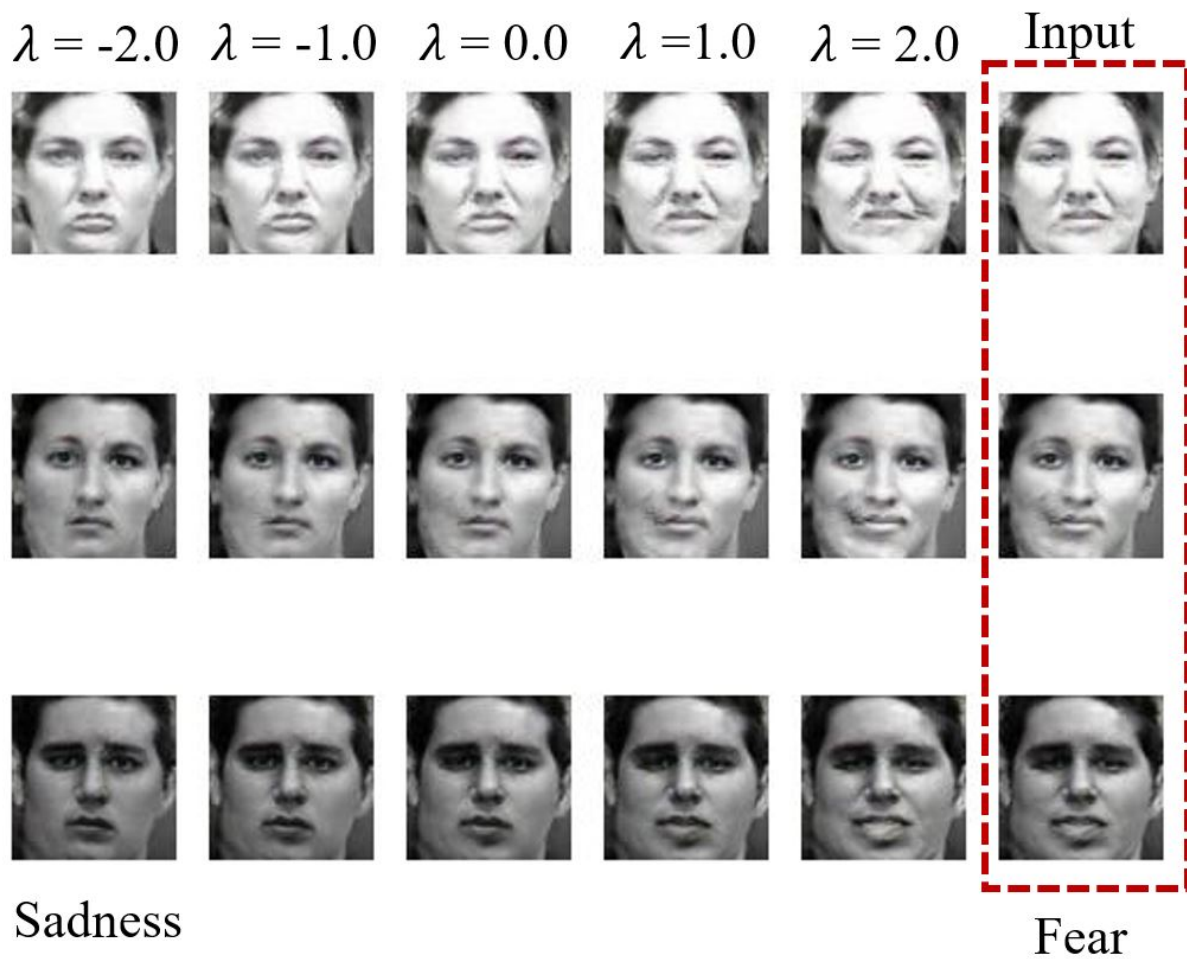 λ = -2.0 λ = -1.0 λ = 0.0 λ =1.0 λ = 2.0 Input
Sadness Fear